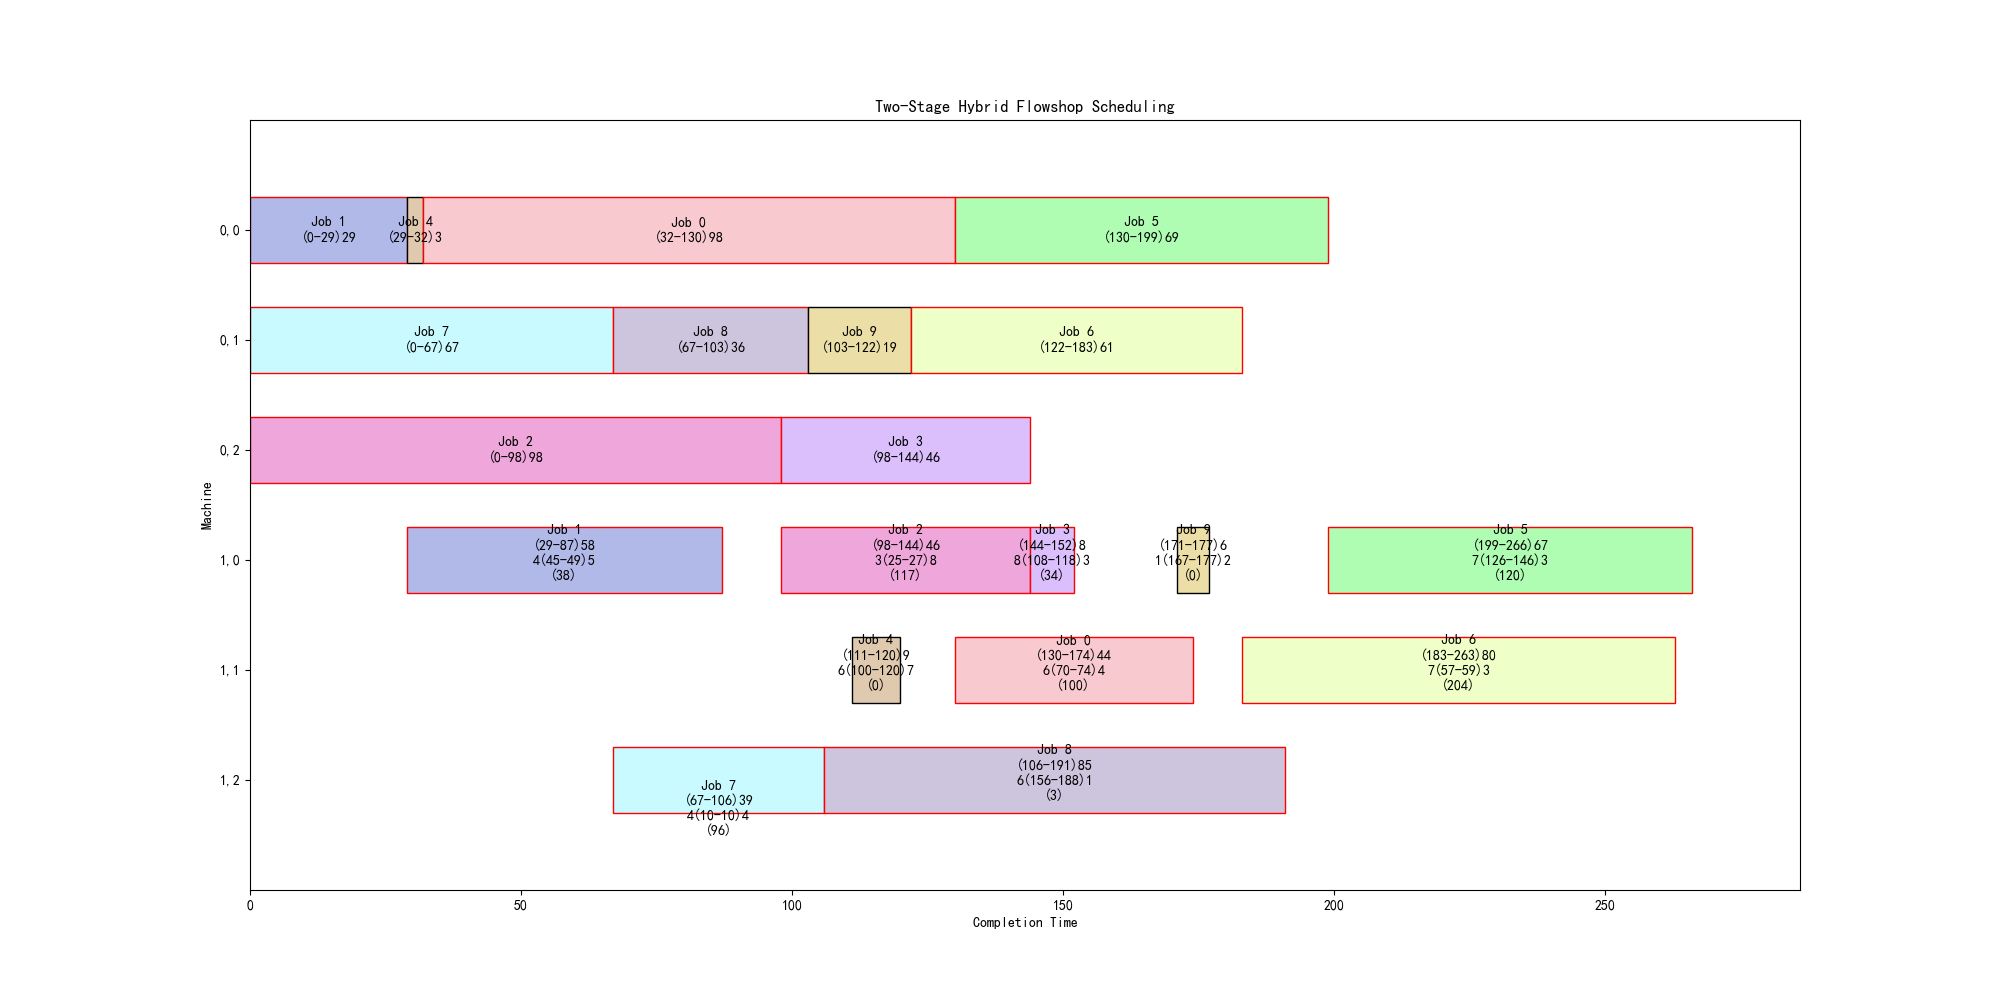 Two-Stage Hybrid Flowshop Scheduling
Machine
0,0
Job 1
(0-29)29
Job 4
(29-32)3
Job 0
(32-130)98
Job 5
(130-199)69
0,1
Job 7
(0-67)67
Job 8
(67-103)36
Job 9
(103-122)19
Job 6
(122-183)61
0,2
Job 2
(0-98)98
Job 3
(98-144)46
1,0
Job 1
(29-87)58
4(45-49)5
(38)
Job 2
(98-144)46
3(25-27)8
(117)
Job 3
(144-152)8
8(108-118)3
(34)
Job 9
(171-177)6
1(167-177)2
(0)
Job 5
(199-266)67
7(126-146)3
(120)
1,1
Job 4
(111-120)9
6(100-120)7
(0)
Job 0
(130-174)44
6(70-74)4
(100)
Job 6
(183-263)80
7(57-59)3
(204)
1,2
Job 7
(67-106)39
4(10-10)4
(96)
Job 8
(106-191)85
6(156-188)1
(3)
0
50
100
150
200
250
Completion Time